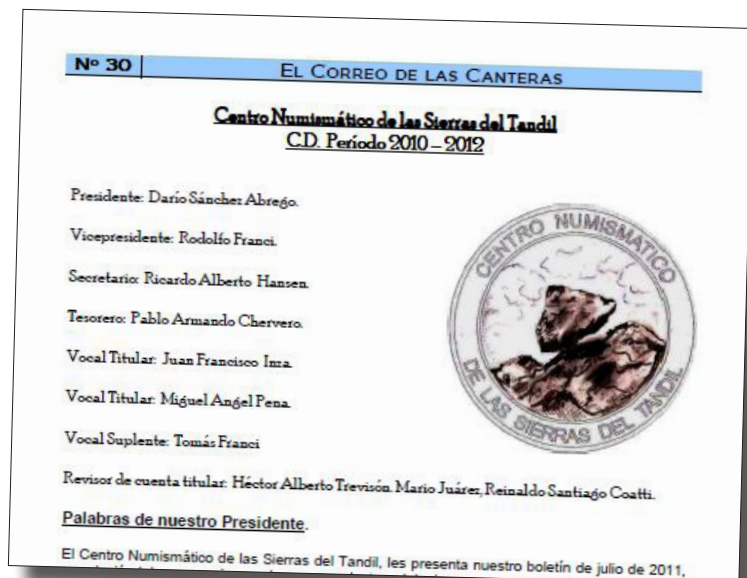 Nº 30
EL CORREO DE LAS CANTERAS
Centro Numismático de las Sierras del Tandil
C.D. Período 2010 – 2012
Presidente: Darío Sánchez Abrego.
Vicepresidente: Rodolfo Franci.
Secretario: Ricardo Alberto Hansen.
Tesorero: Pablo Armando Chervero.
Vocal Titular: Juan Francisco Inza.
Vocal Titular: Miguel Angel Pena.
Vocal Suplente: Tomás Franci
CENTRO NUMISMATICO
DE LAS SIERRAS DEL TANDIL
Revisor de cuenta titular: Héctor Alberto Trevisón. Mario Juárez, Reinaldo Santiago Coatti.
Palabras de nuestro Presidente.
El Centro Numismático de las Sierras del Tandil, les presenta nuestro boletín de julio de 2011,